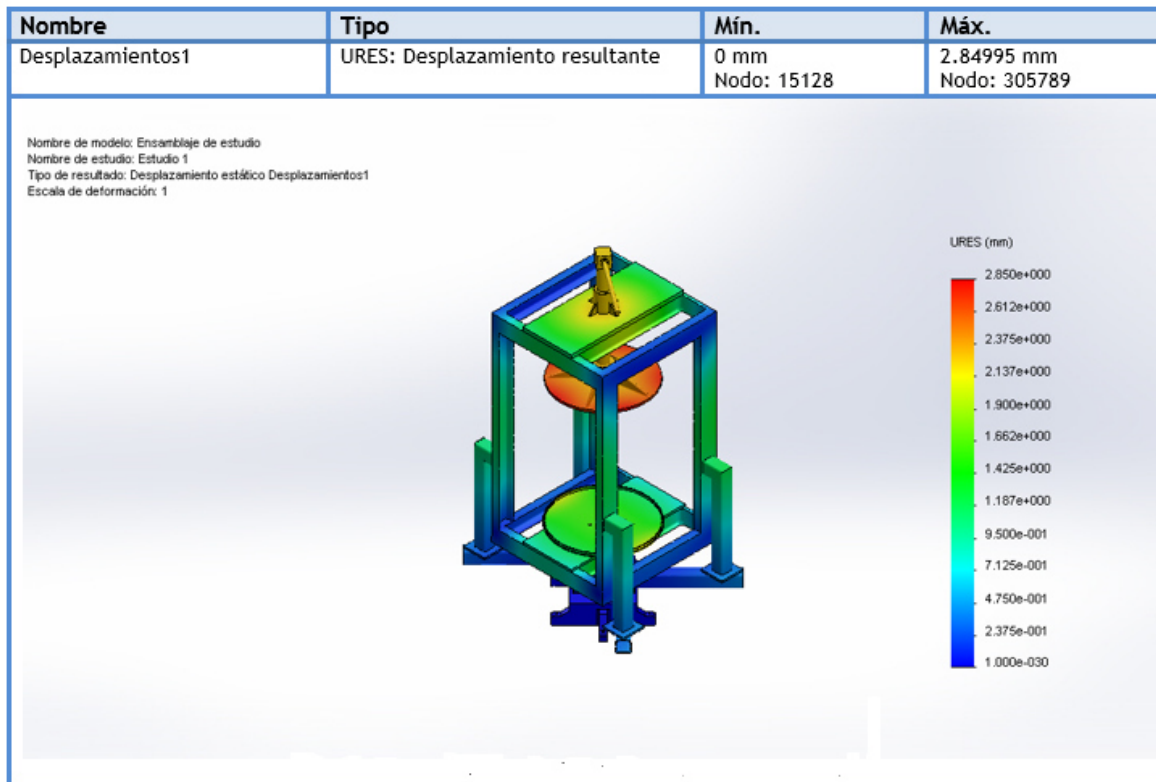 Nombre Tipo Mín. Máx.
Desplazamientos1 URES: Desplazamiento resultante 0 mm 2.84995 mm
Nodo: 15128 Nodo: 305789
Nombre de modelo: Ensamblaje de estudio
Nombre de estudio: Estudio 1
Tipo de resultado: Desplazamiento estático Desplazamientos1
Escala de deformación: 1
URES (mm)
2.850e+000
2.612e+000
2.375e+000
2.137e+000
1.900e+000
1.662e+000
1.425e+000
1.187e+000
9.500e-001
7.125e-001
4.750e-001
2.375e-001
1.000e-030